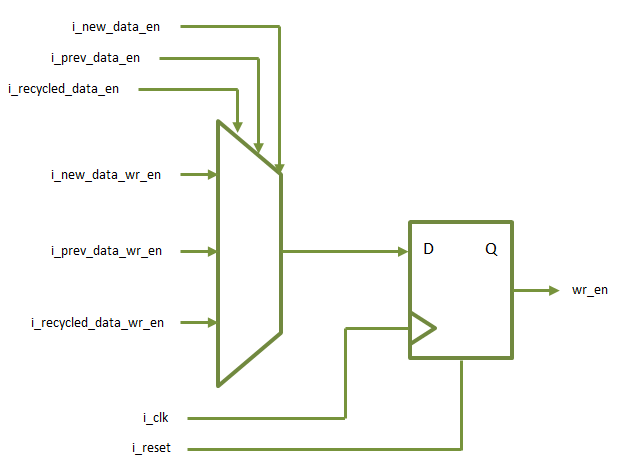 i_new_data_en
i_prev_data_en
i_recycled_data_en
i_new_data_wr_en
i_prev_data_wr_en
i_recycled_data_wr_en
D Q
wr_en
i_clk
i_reset